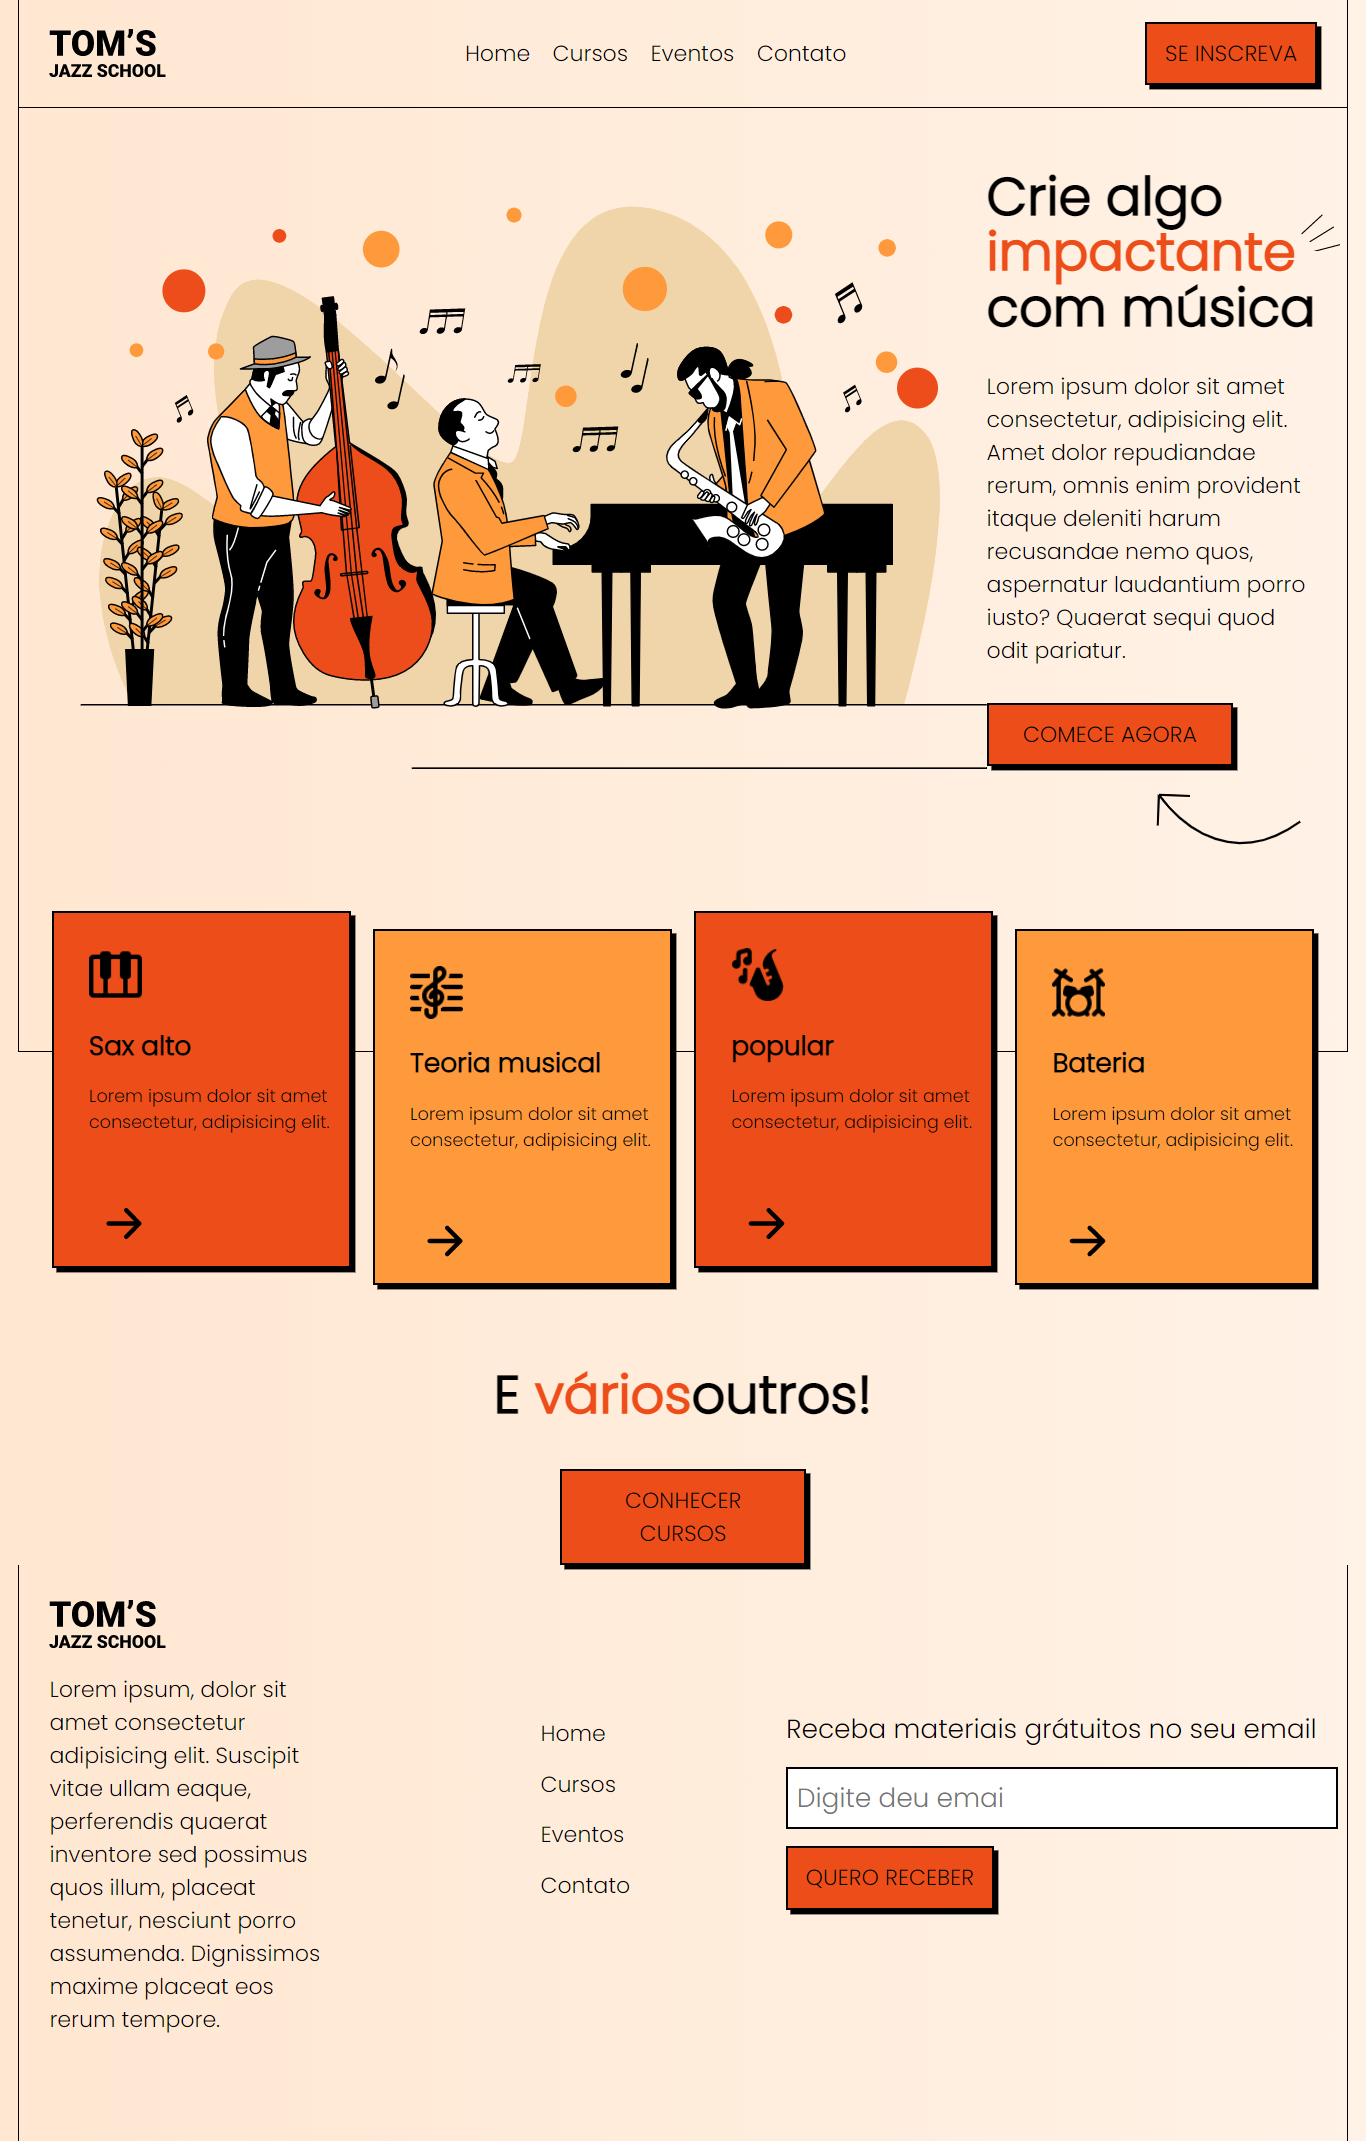 TOM'S
JAZZ SCHOOL
Home Cursos Eventos Contato
SE INSCREVA
Crie algo
impactante
com música
Lorem ipsum dolor sit amet
consectetur, adipisicing elit.
Amet dolor repudiandae
rerum, omnis enim provident
itaque deleniti harum
recusandae nemo quos,
aspernatur laudantium porro
iusto? Quaerat sequi quod
odit pariatur.
COMECE AGORA
Sax alto
Lorem ipsum dolor sit amet
consectetur, adipisicing elit.
Teoria musical
Lorem ipsum dolor sit amet
consectetur, adipisicing elit.
popular
Lorem ipsum dolor sit amet
consectetur, adipisicing elit.
Bateria
Lorem ipsum dolor sit amet
consectetur, adipisicing elit.
E váriosoutros!
CONHECER
CURSOS
TOM'S
JAZZ SCHOOL
Lorem ipsum, dolor sit
amet consectetur
adipisicing elit. Suscipit
vitae ullam eaque,
perferendis quaerat
inventore sed possimus
quos illum, placeat
tenetur, nesciunt porro
assumenda. Dignissimos
maxime placeat eos
rerum tempore.
Home
Cursos
Eventos
Contato
Receba materiais grátuitos no seu email
Digite deu emai
QUERO RECEBER